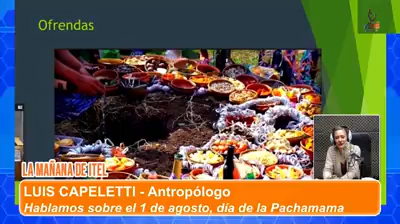 Ofrendas
LA MAÑANA DE ITEL
LUIS CAPELETTI - Antropólogo
Hablamos sobre el 1 de agosto, día de la Pachamama